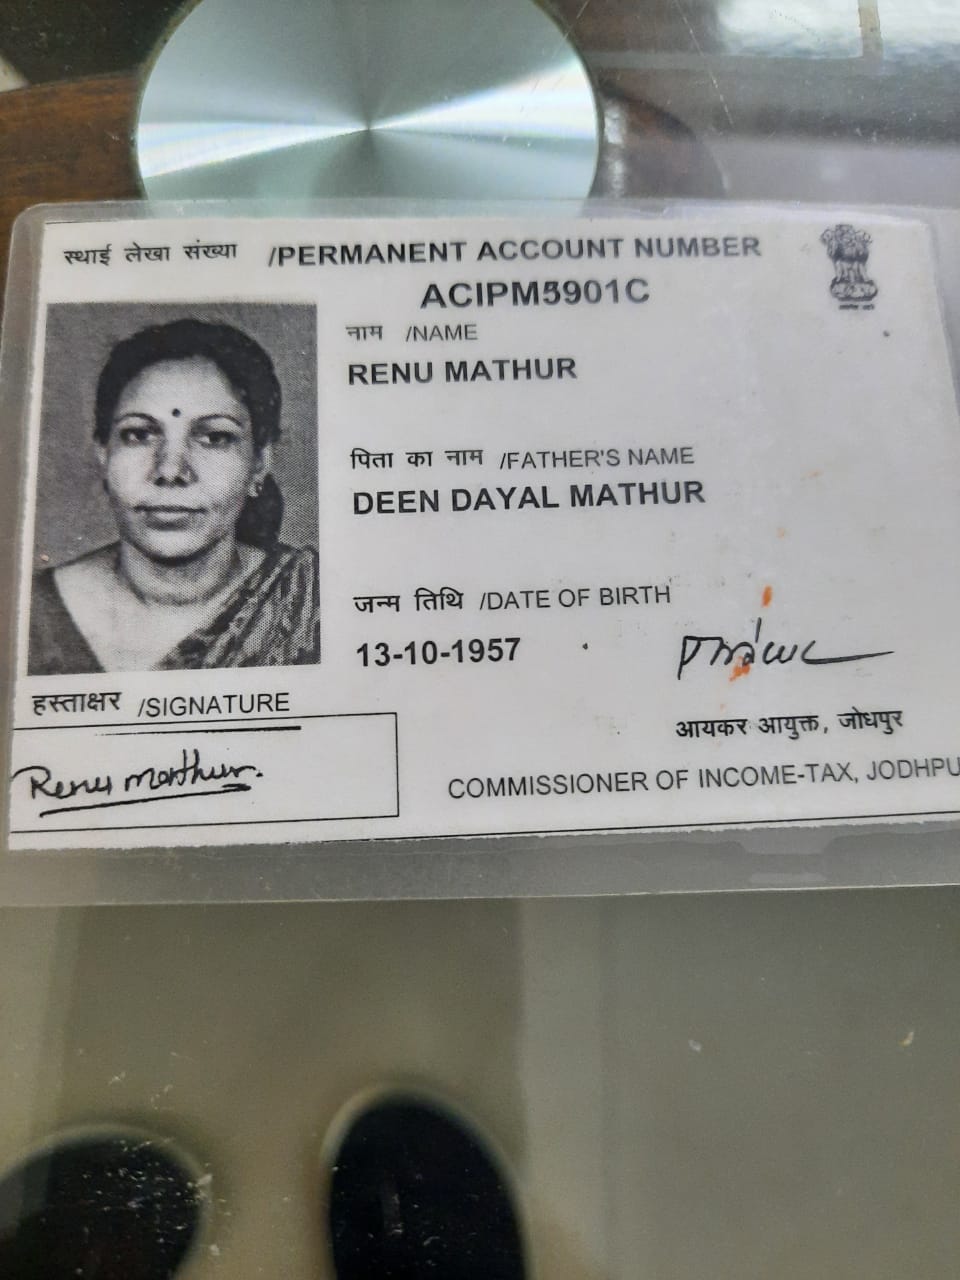 स्थाई लेखा संख्या /PERMANENT ACCOUNT NUMBER
ACIPM5901C
नाम /NAME
RENU MATHUR
पिता का नाम /FATHER'S NAME
DEEN DAYAL MATHUR
जन्म तिथि /DATE OF BIRTH
13-10-1957
हस्ताक्षर /SIGNATURE
Renu Mathur.
आयकर आयुक्त, जोधपुर
COMMISSIONER OF INCOME-TAX, JODHPU